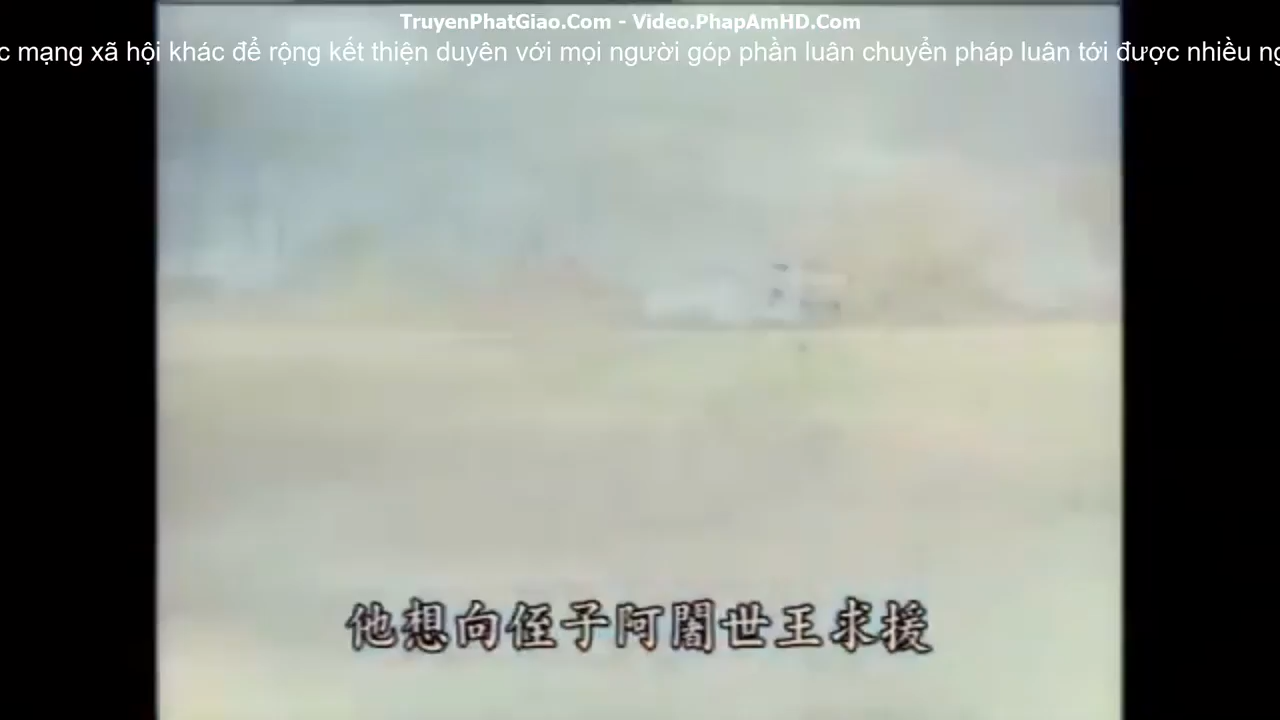 TruyenPhatGiao.Com - Video.PhapAmHD.Com
mạng xã hội khác để rộng kết thiện duyên với mọi người góp phần luân chuyển pháp luân tới được nhiều
他想向侄子阿闍世王求援